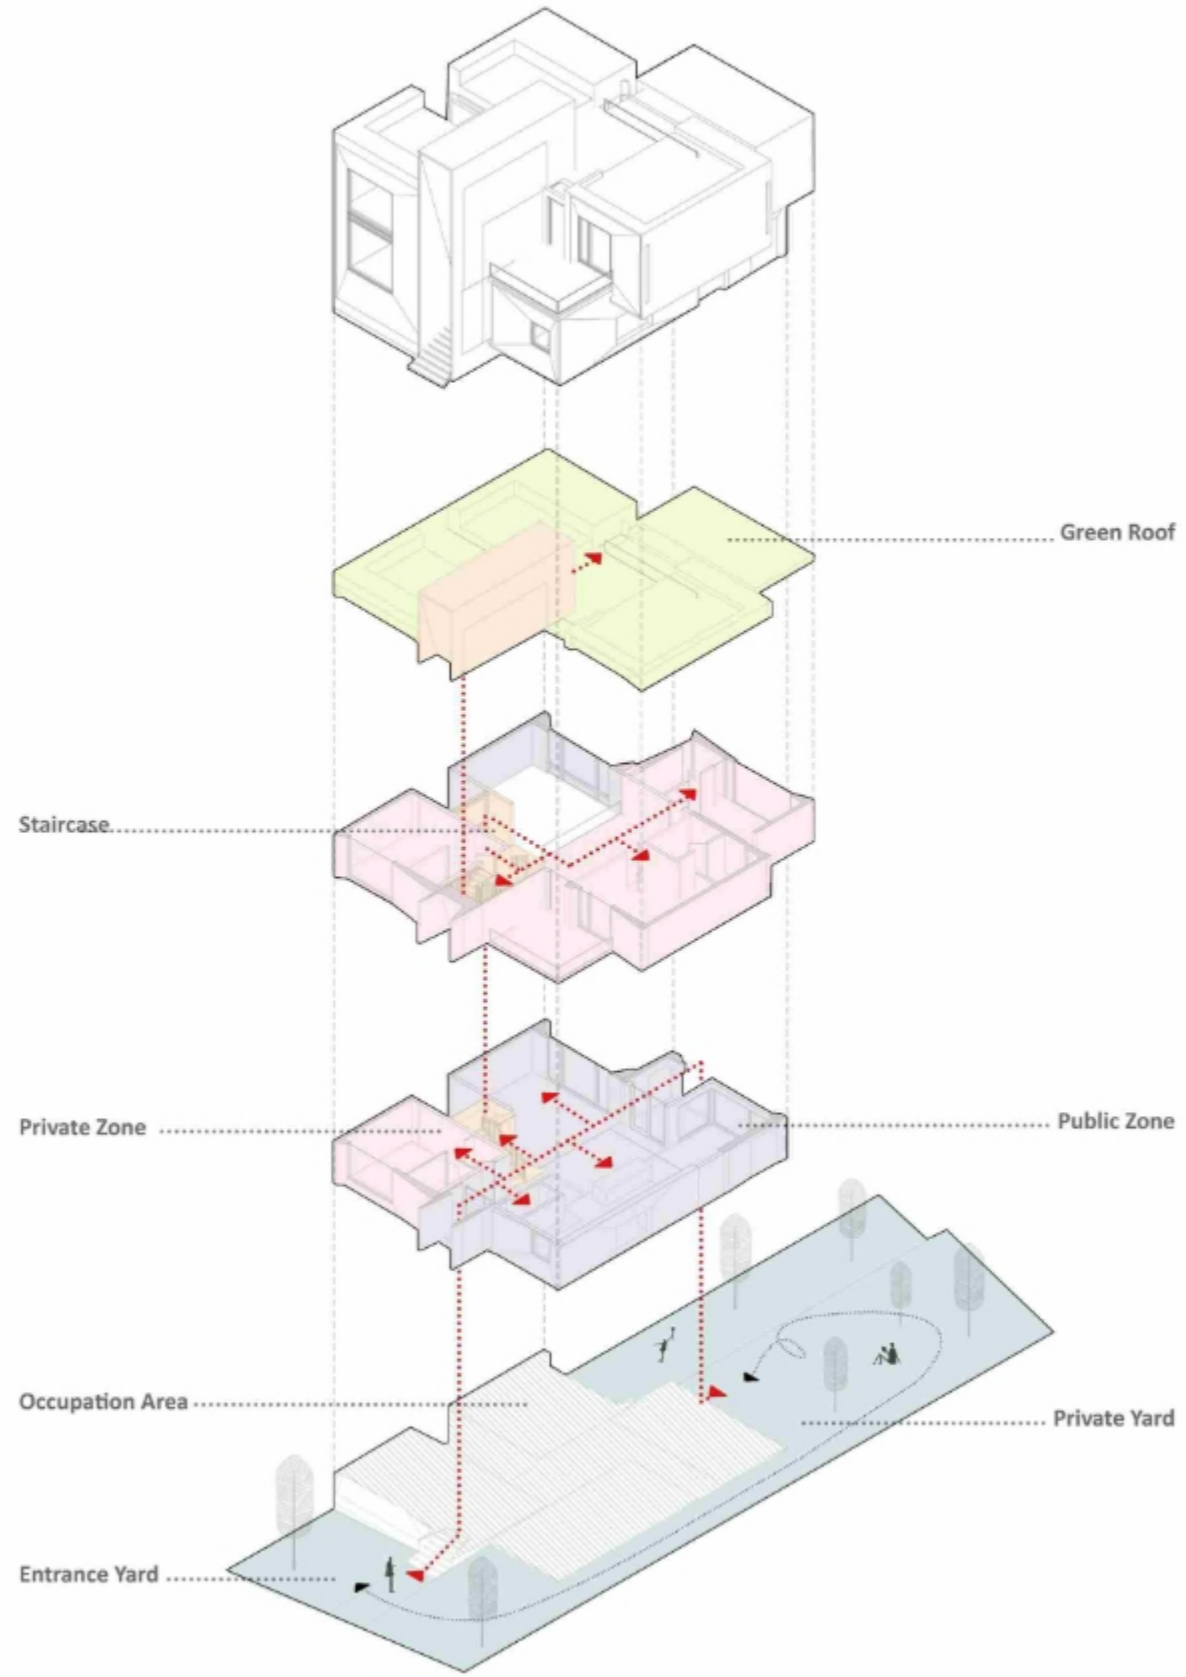 Green Roof
Staircase
Private Zone
Public Zone
Occupation Area
Private Yard
Entrance Yard